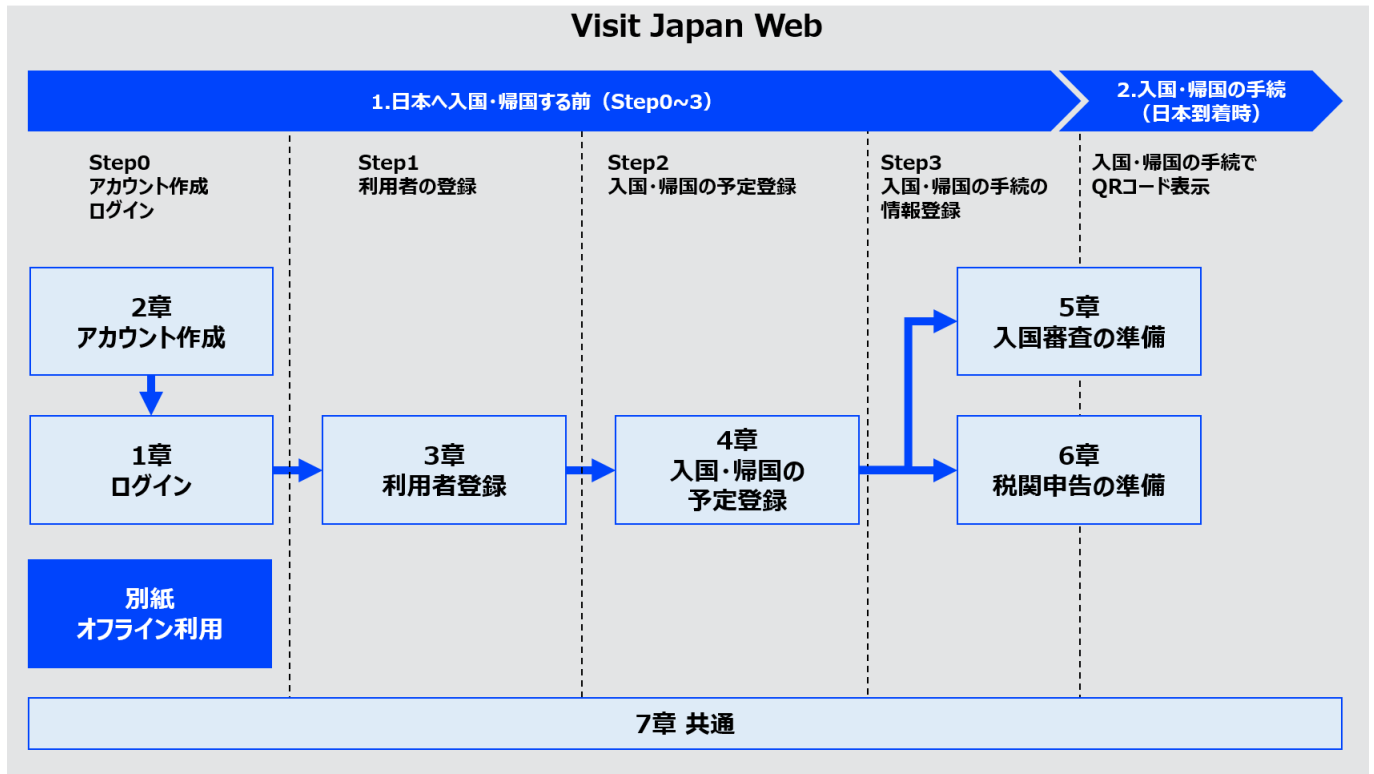 Visit Japan Web
1.日本へ入国・帰国する前（Step0~3）
2.入国・帰国の手続
（日本到着時）
Step0
アカウント作成
ログイン
Step1
利用者の登録
Step2
入国・帰国の予定登録
Step3
入国・帰国の手続の
情報登録
入国・帰国の手続で
QRコード表示
2章
アカウント作成
1章
ログイン
3章
利用者登録
4章
入国・帰国の
予定登録
5章
入国審査の準備
6章
税関申告の準備
別紙
オフライン利用
7章 共通